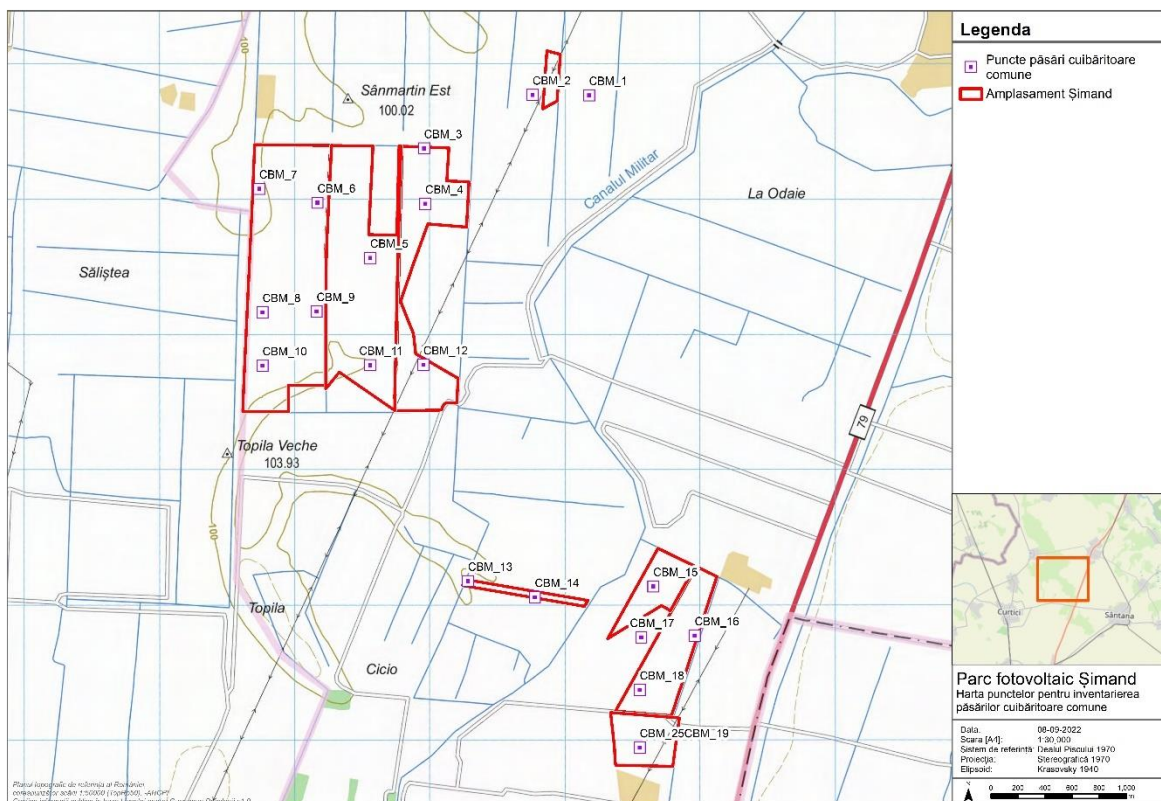 Legenda
Puncte păsări cuibăritoare
comune
Amplasament Șimand
100
Sânmartin Est
100.02
CBM_2
CBM_1
CBM_3
Canalul Militar
La Odaie
CBM_7
CBM_6
CBM_4
CBM_5
Săliștea
CBM_8
CBM_9
CBM_10
CBM_11
CBM_12
79
Topila Veche
103.93
100
CBM_13
CBM_14
CBM_15
Topila
CBM_17
CBM_16
Cicio
CBM_18
CBM_25CBM_19
Curtici
Sântana
Parc fotovoltaic Șimand
Harta punctelor pentru inventarierea
păsărilor cuibăritoare comune
Data: 08-09-2022
Scara [A4]: 1:30,000
Sistem de referință: Dealul Piscului 1970
Proiecția: Stereografică 1970
Elipsoid: Krasovsky 1940
N
0 200 400 600 800 1,000
m